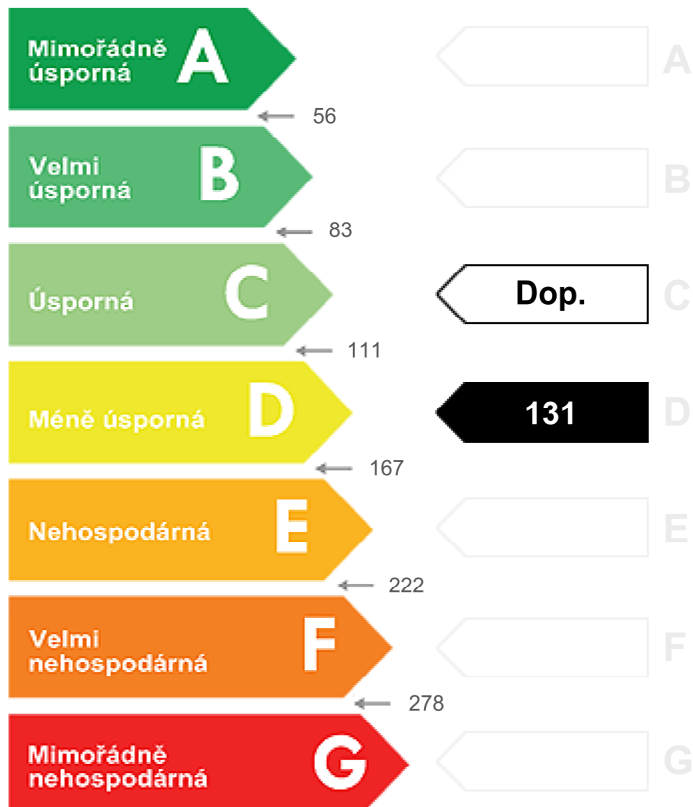 Mimořádně
úsporná
A
A
56
Velmi
úsporná
B
B
83
Úsporná
C
Dop.
C
111
Méně úsporná
D
131
D
167
Nehospodárná
E
E
222
Velmi
nehospodárná
F
F
278
Mimořádně
nehospodárná
G
G